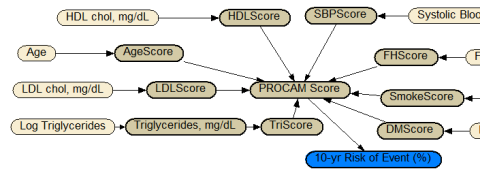 HDL chol, mg/dL
HDLScore
SBPScore
Systolic Bloo
Age
AgeScore
FHScore
LDL chol, mg/dL
LDLScore
PROCAM Score
SmokeScore
Log Triglycerides
Triglycerides, mg/dL
TriScore
DMScore
10-yr Risk of Event (%)